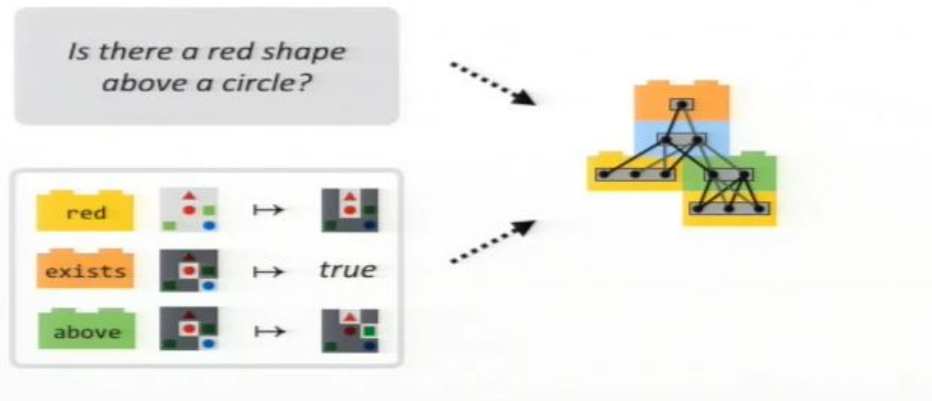 Is there a red shape
above a circle?
red
exists
true
above